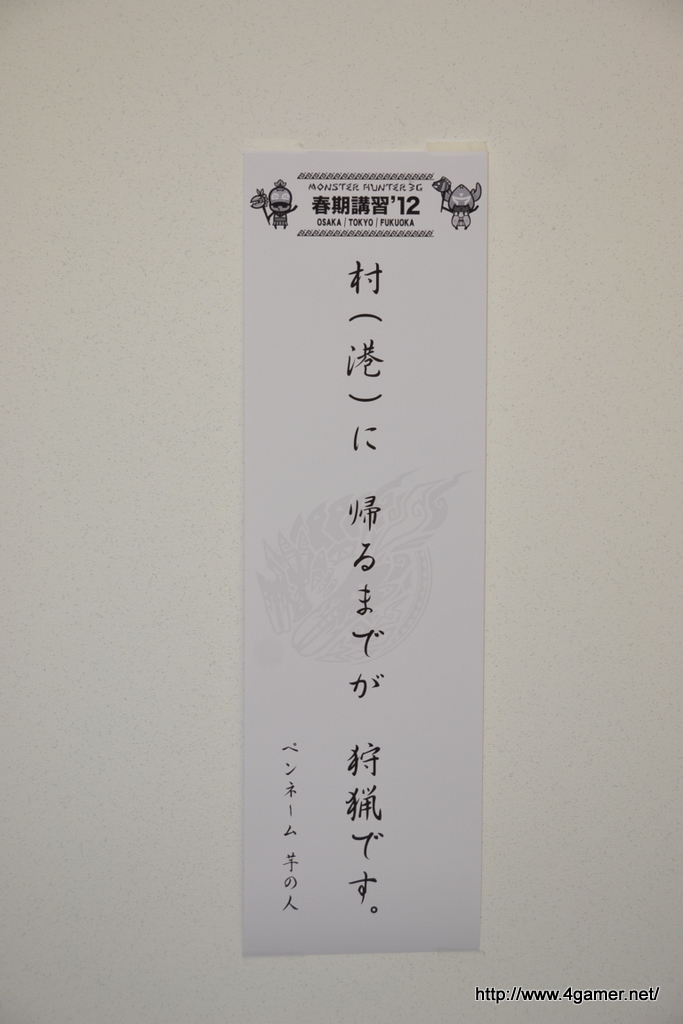 MONSTER HUNTER 3G
春期講習'12
OSAKA / TOKYO / FUKUOKA
村(港)に 帰るまでが 狩猟です。
ペンネーム 芋の人
http://www.4gamer.net/